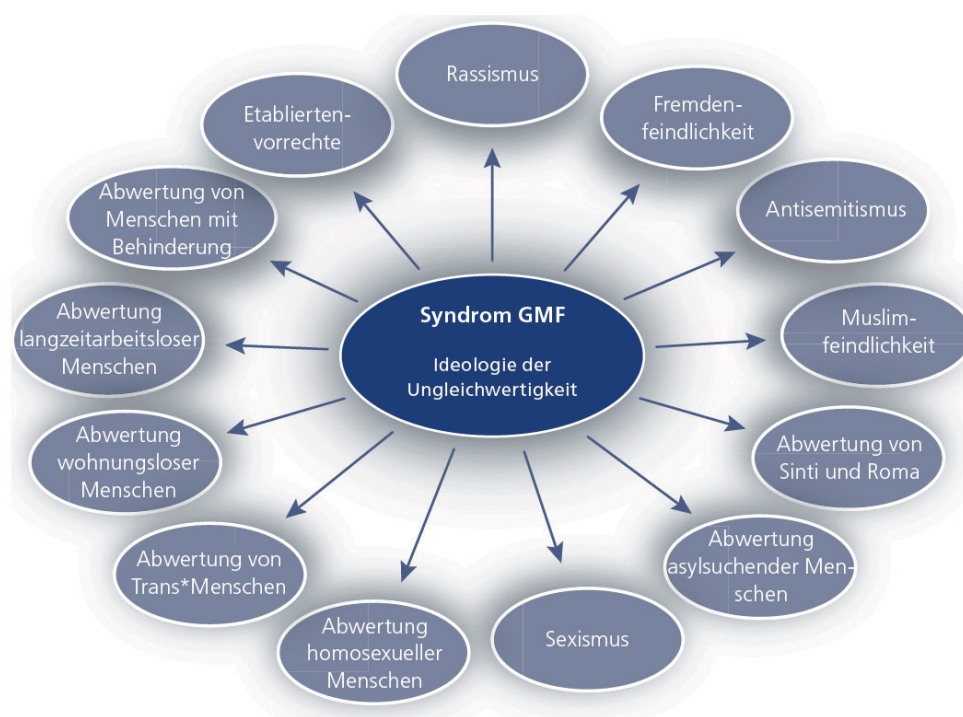 Rassismus
Fremden-
feindlichkeit
Antisemitismus
Muslim-
feindlichkeit
Abwertung von
Sinti und Roma
Abwertung
asylsuchender Men-
schen
Sexismus
Abwertung
homosexueller
Menschen
Abwertung von
Trans*Menschen
Abwertung
wohnungsloser
Menschen
Abwertung
langzeitarbeitsloser
Menschen
Abwertung von
Menschen mit
Behinderung
Etablierten-
vorrechte
Syndrom GMF
Ideologie der
Ungleichwertigkeit